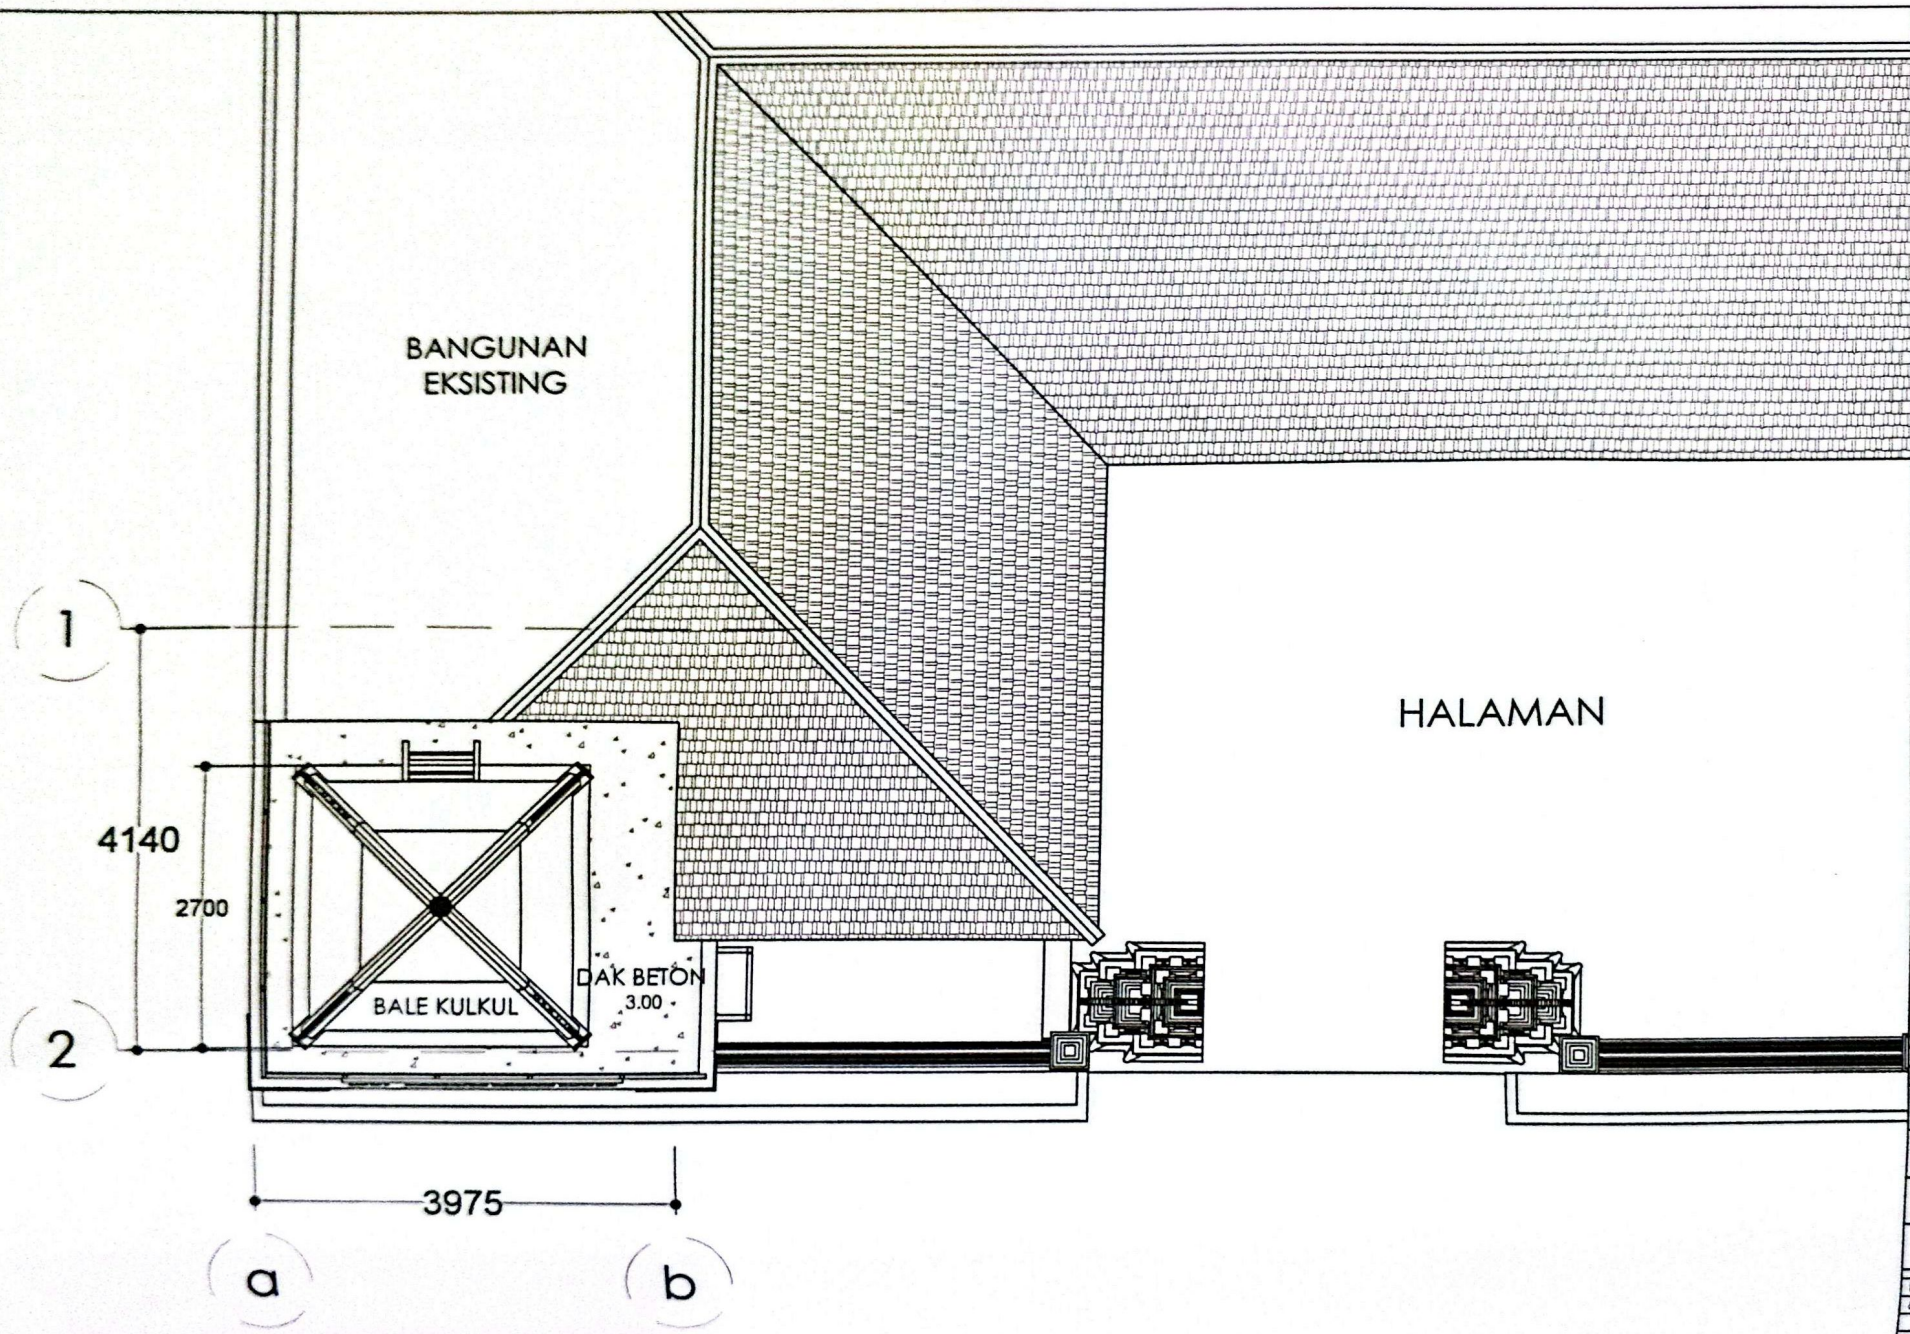 BANGUNAN
EKSISTING
1
HALAMAN
4140
2700
DAK BETON
3.00
BALE KULKUL
2
3975
a
b